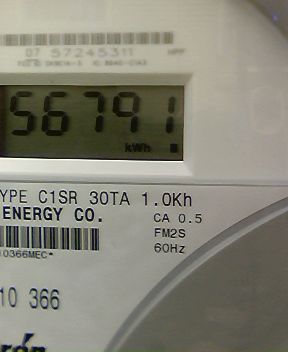 07 57245311
56791
kWh
YPE C1SR 30TA 1.0Kh
ENERGY CO.
CA 0.5
FM2S
60Hz
10366MEC*
10 366